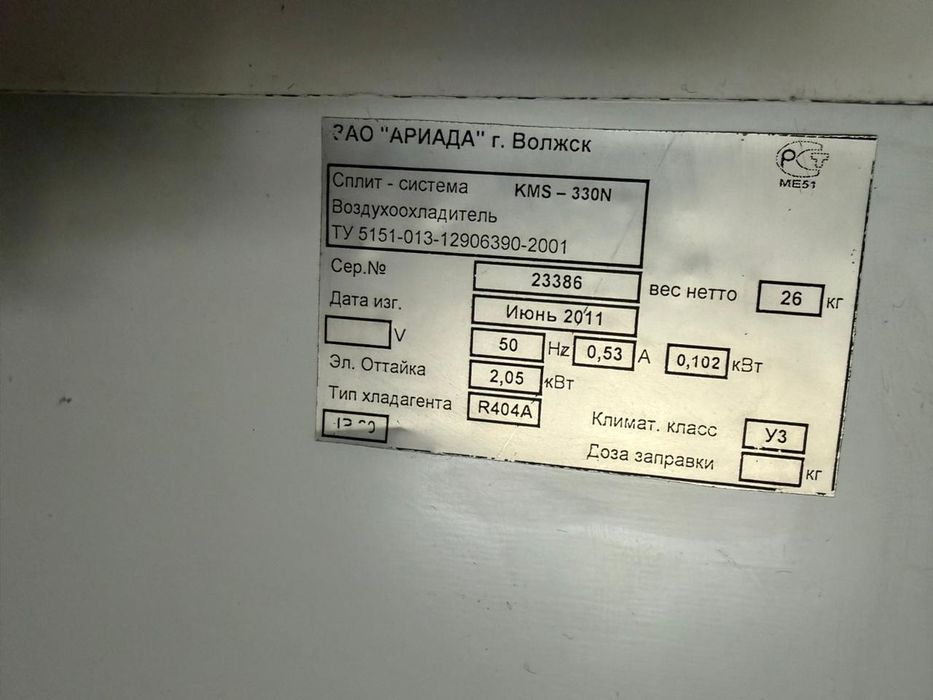 ЗАО "АРИАДА" г. Волжск
РСТ
МЕ51
Сплит - система KMS – 330N
Воздухоохладитель
ТУ 5151-013-12906390-2001
Сер.№ 23386 вес нетто 26 кг
Дата изг. Июнь 2011
V 50 Hz 0,53 А 0,102 кВт
Эл. Оттайка 2,05 кВт
Тип хладагента R404A Климат. класс У3
Доза заправки кг